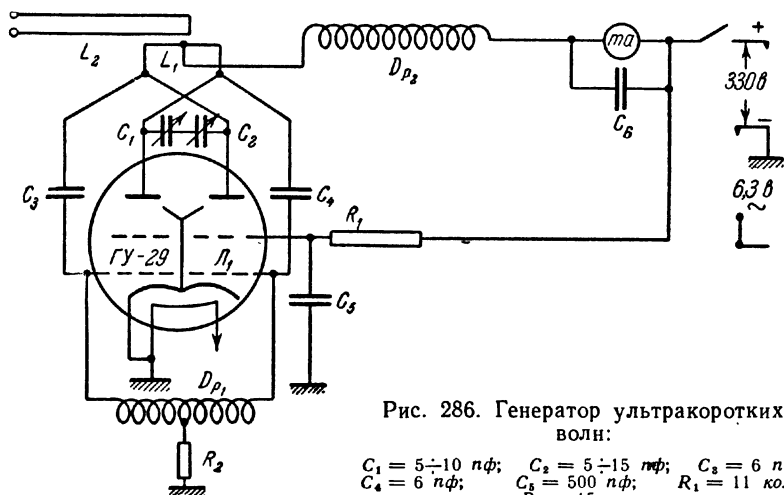 L₂
L₁
Dр₂
ma
+
330в
−
C₆
C₁
C₂
C₃
C₄
6,3 в
~
R₁
ГУ-29
Л₁
C₅
Dр₁
R₂
Рис. 286. Генератор ультракоротких
волн:
C₁ = 5÷10 пф; C₂ = 5÷15 пф; C₃ = 6 п
C₄ = 6 пф; C₅ = 500 пф; R₁ = 11 ко